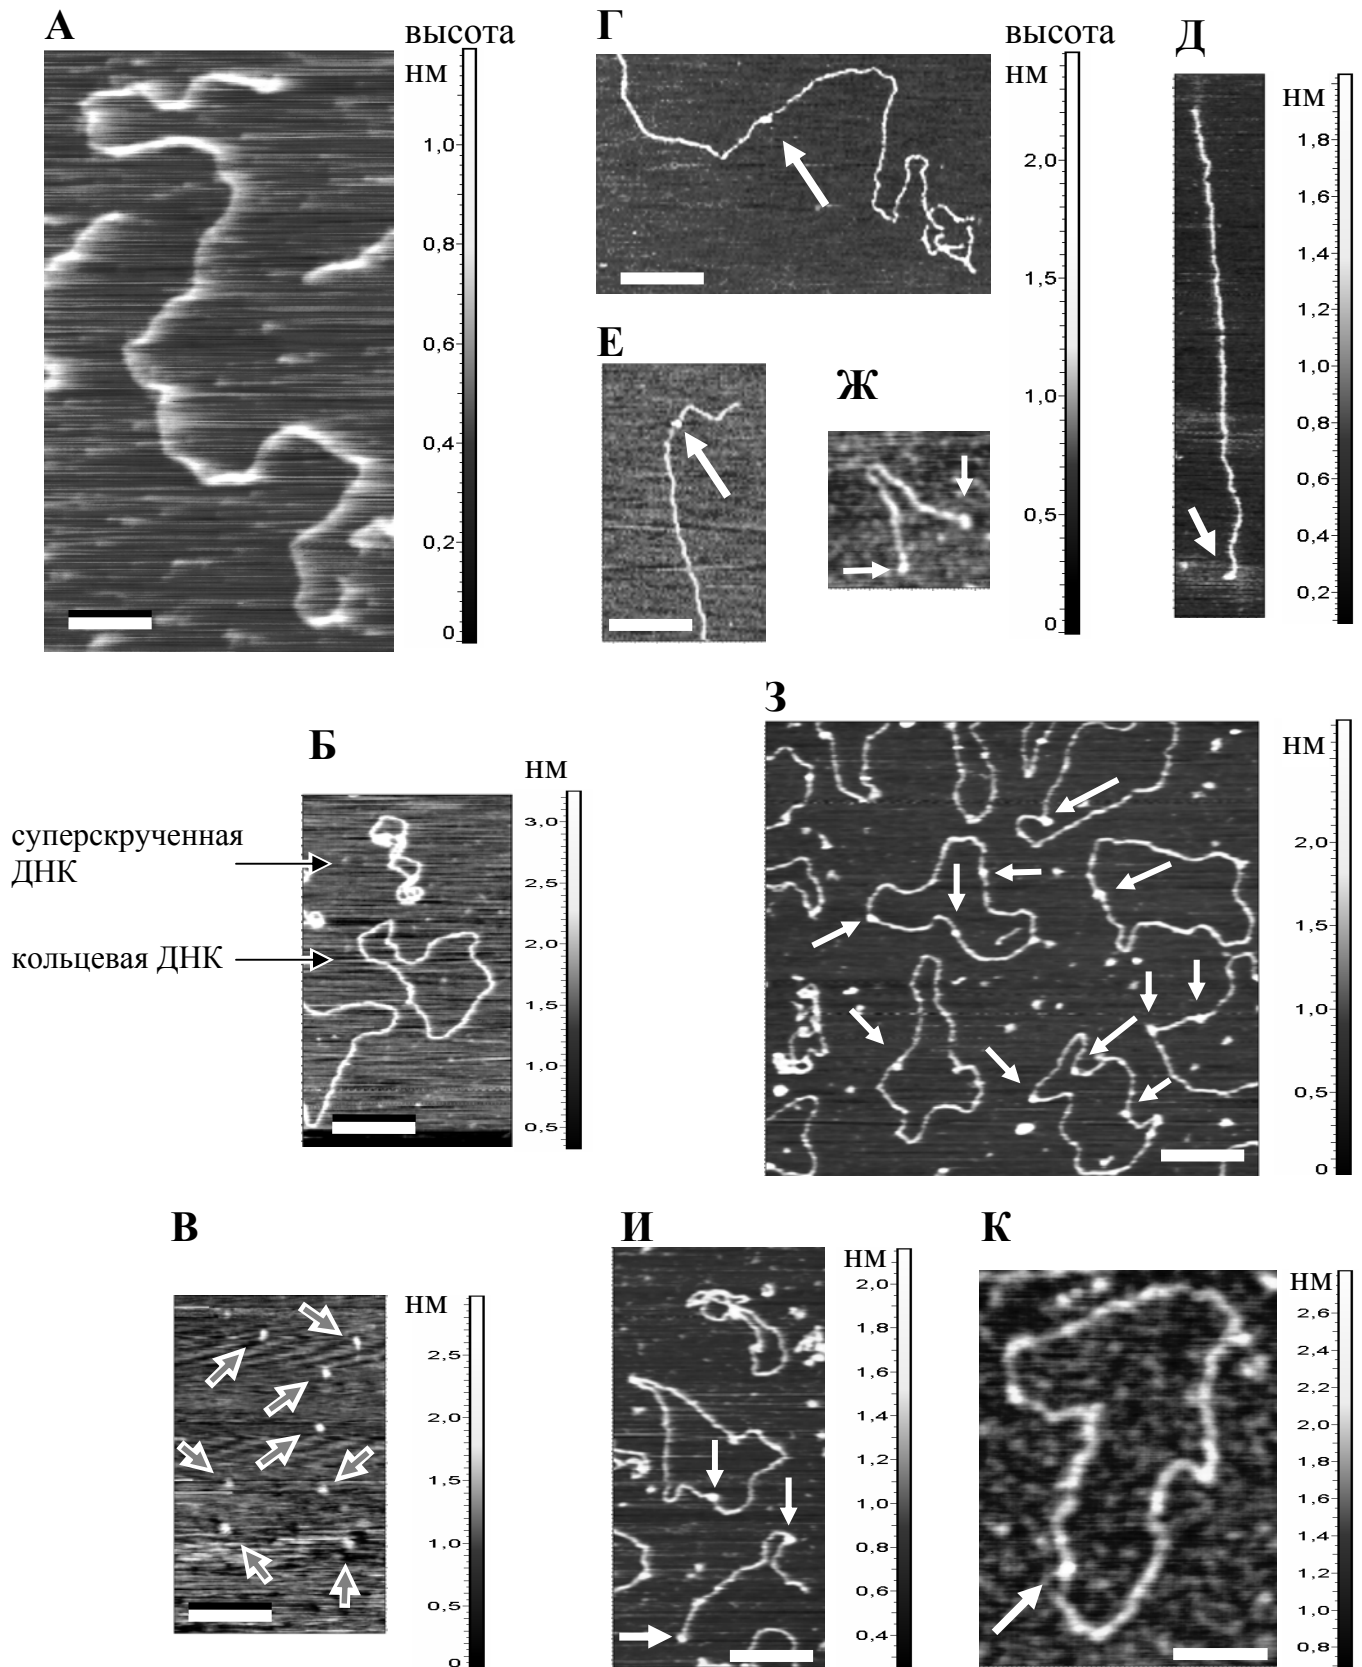 А
высота
нм
1,0
0,8
0,6
0,4
0,2
0
Г
высота
нм
2,0
1,5
1,0
0,5
0
Д
нм
1,8
1,6
1,4
1,2
1,0
0,8
0,6
0,4
0,2
Е
Ж
Б
нм
3,0
2,5
2,0
1,5
1,0
0,5
суперскрученная
ДНК
кольцевая ДНК
З
нм
2,0
1,5
1,0
0,5
0
В
нм
2,5
2,0
1,5
1,0
0,5
0
И
нм
2,0
1,8
1,6
1,4
1,2
1,0
0,8
0,6
0,4
К
нм
2,6
2,4
2,2
2,0
1,8
1,6
1,4
1,2
1,0
0,8